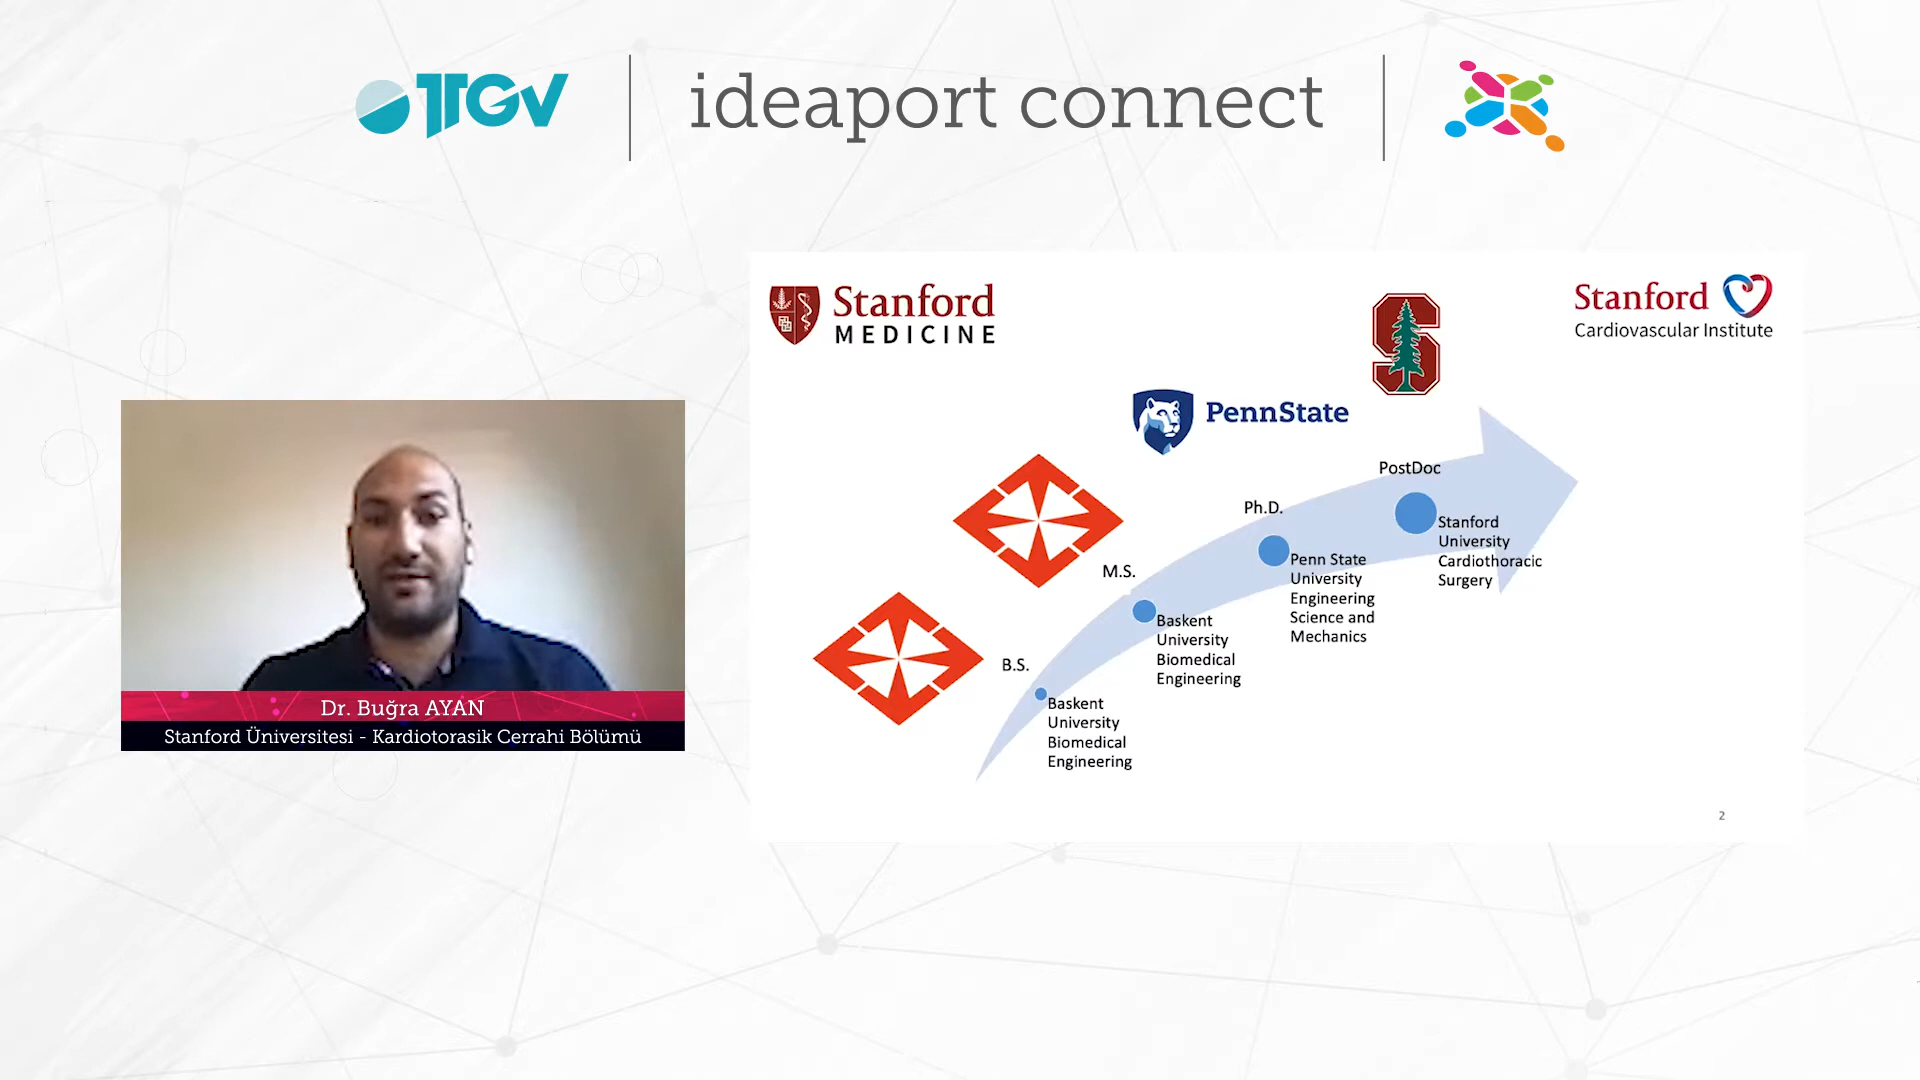 TTGV
ideaport connect
Stanford
MEDICINE
Stanford
Cardiovascular Institute
PennState
PostDoc
Stanford
University
Cardiothoracic
Surgery
Ph.D.
Penn State
University
Engineering
Science and
Mechanics
M.S.
Baskent
University
Biomedical
Engineering
B.S.
Baskent
University
Biomedical
Engineering
2
Dr. Buğra AYAN
Stanford Üniversitesi - Kardiotorasik Cerrahi Bölümü